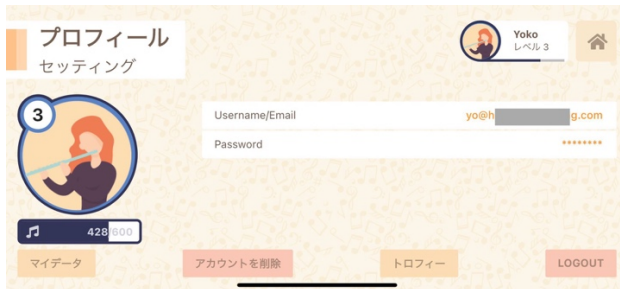 プロフィール
セッティング
Yoko
レベル 3
3
Username/Email
yo@h g.com
Password
********
428/600
マイデータ
アカウントを削除
トロフィー
LOGOUT